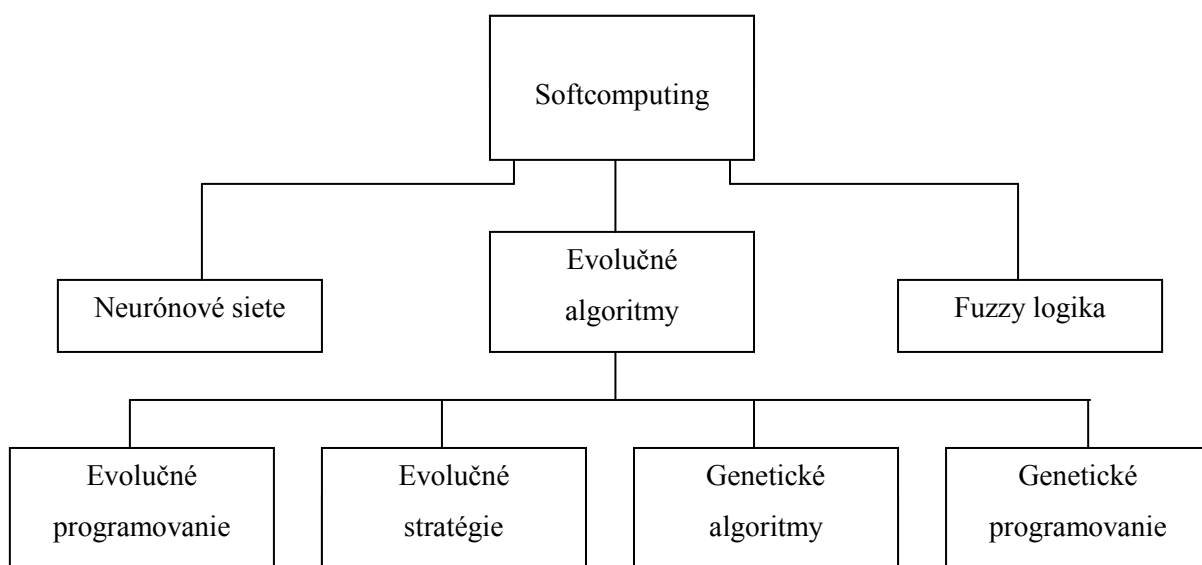 Softcomputing
Neurónové siete
Evolučné
algoritmy
Fuzzy logika
Evolučné
programovanie
Evolučné
stratégie
Genetické
algoritmy
Genetické
programovanie